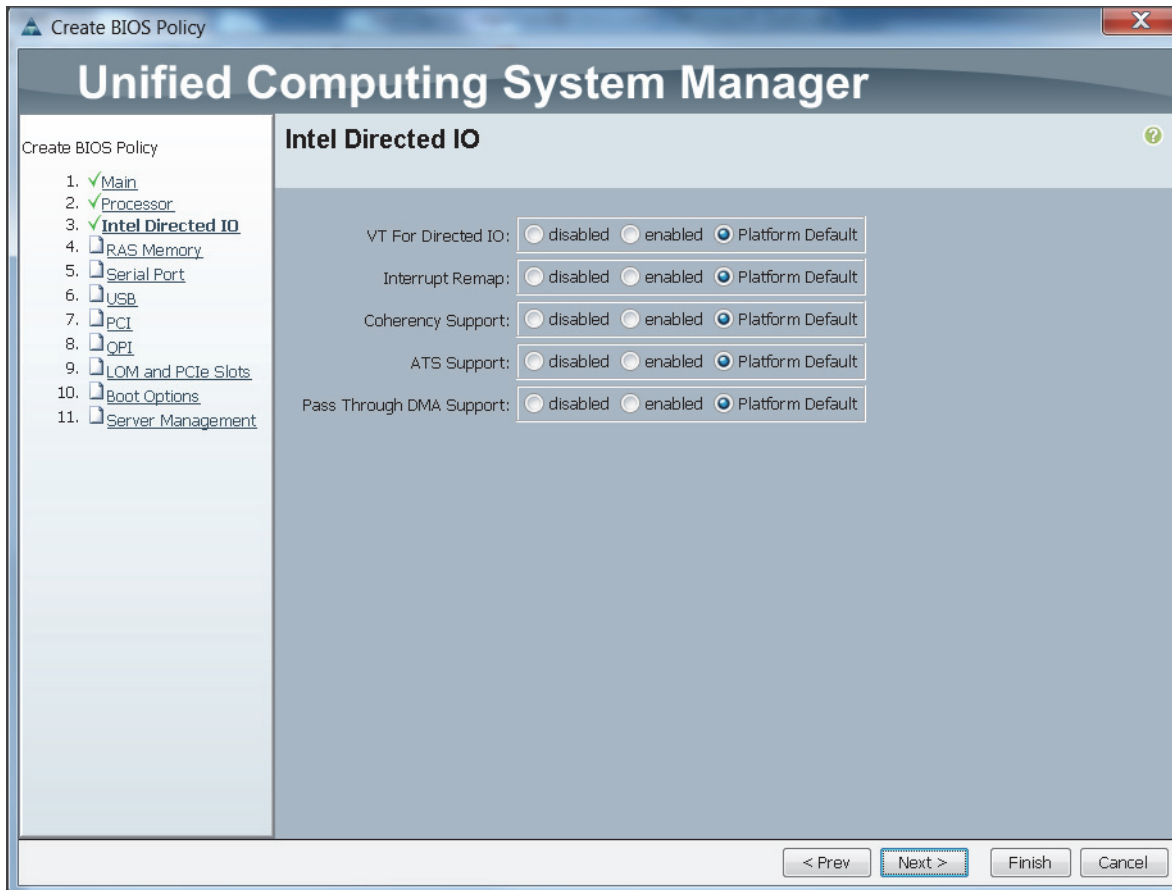 Create BIOS Policy
Unified Computing System Manager
Create BIOS Policy
1. Main
2. Processor
3. Intel Directed IO
4. RAS Memory
5. Serial Port
6. USB
7. PCI
8. QPI
9. LOM and PCIe Slots
10. Boot Options
11. Server Management
Intel Directed IO
VT For Directed IO: disabled enabled Platform Default
Interrupt Remap: disabled enabled Platform Default
Coherency Support: disabled enabled Platform Default
ATS Support: disabled enabled Platform Default
Pass Through DMA Support: disabled enabled Platform Default
< Prev Next > Finish Cancel